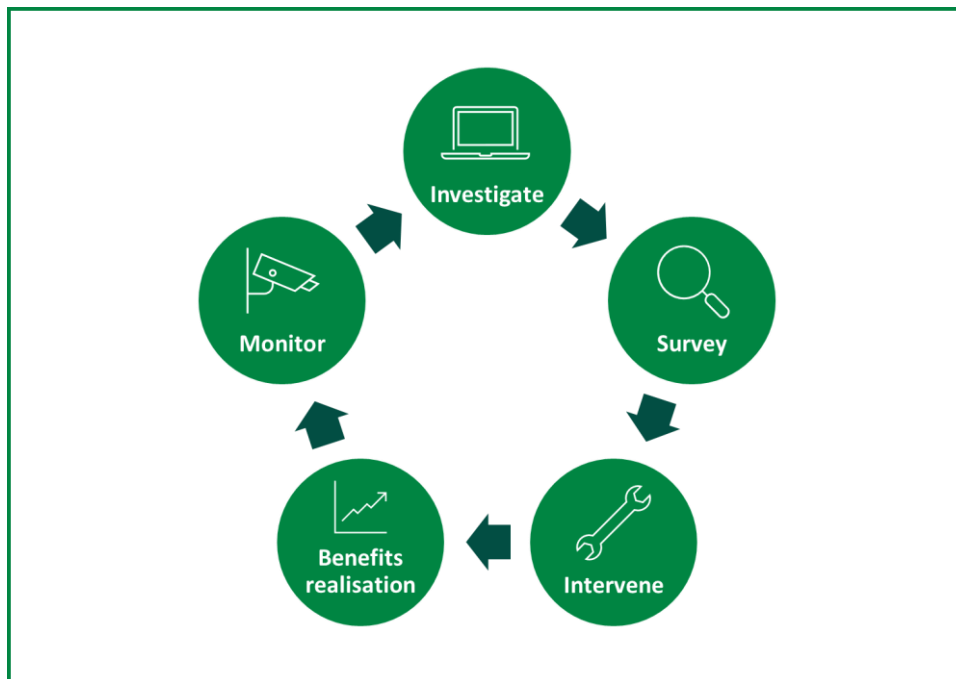 Investigate
Survey
Intervene
Benefits
realisation
Monitor